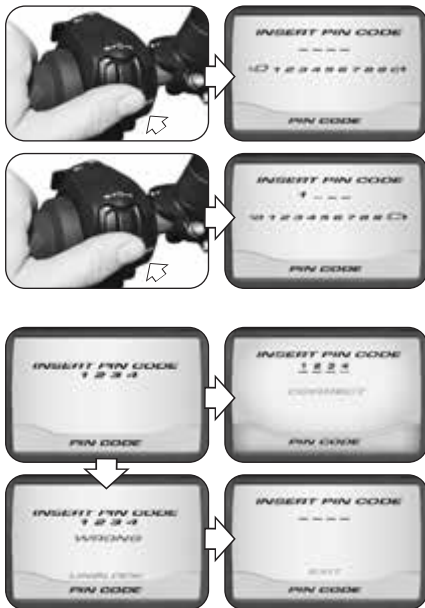 INSERT PIN CODE
_ _ _ _
0 1 2 3 4 5 6 7 8 9
PIN CODE
INSERT PIN CODE
1 _ _ _
0 1 2 3 4 5 6 7 8 9
PIN CODE
INSERT PIN CODE
1 2 3 4
PIN CODE
INSERT PIN CODE
1 2 3 4
CORRECT
PIN CODE
INSERT PIN CODE
1 2 3 4
WRONG
PIN CODE
INSERT PIN CODE
_ _ _ _
EXIT
PIN CODE